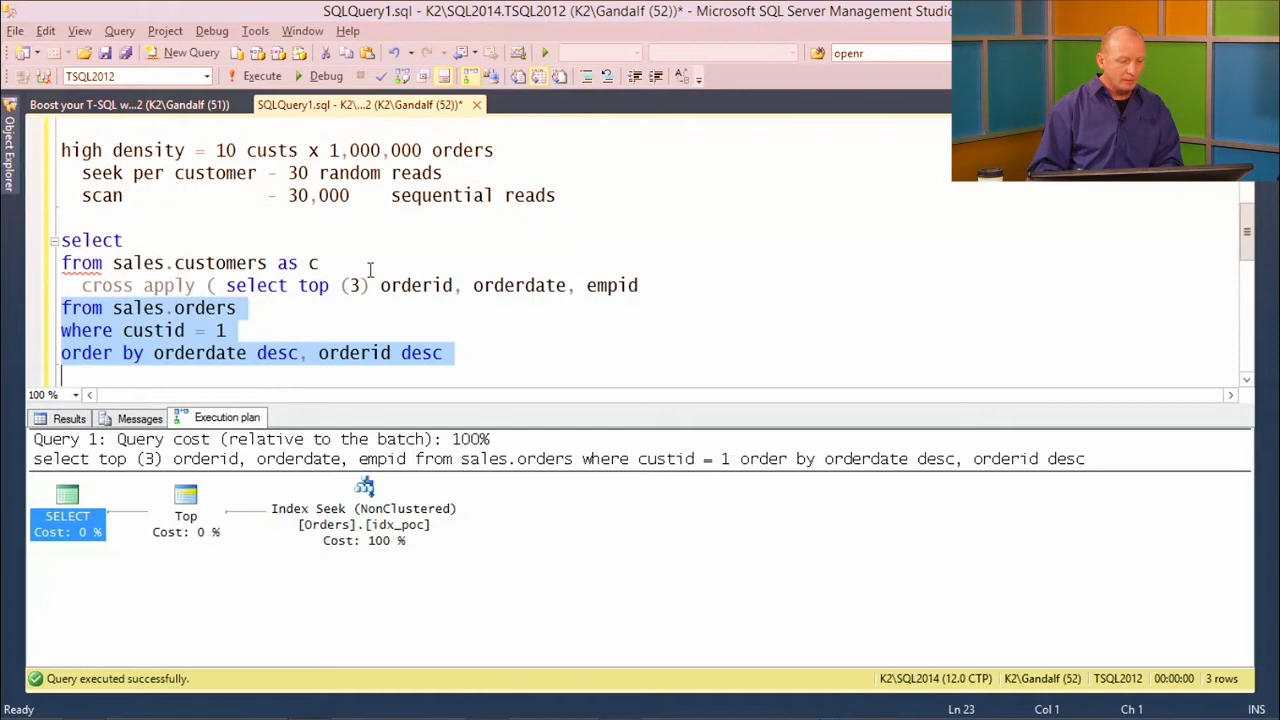 SQLQuery1.sql - K2\SQL2014.TSQL2012 (K2\Gandalf (52))* - Microsoft SQL Server Management Studio
File Edit View Query Project Debug Tools Window Help
New Query openr
TSQL2012 Execute Debug
Boost your T-SQL w...2 (K2\Gandalf (51)) SQLQuery1.sql - K2\...2 (K2\Gandalf (52))*
Object Explorer
high density = 10 custs x 1,000,000 orders
seek per customer - 30 random reads
scan - 30,000 sequential reads
select
from sales.customers as c
cross apply ( select top (3) orderid, orderdate, empid
from sales.orders
where custid = 1
order by orderdate desc, orderid desc
100 %
Results Messages Execution plan
Query 1: Query cost (relative to the batch): 100%
select top (3) orderid, orderdate, empid from sales.orders where custid = 1 order by orderdate desc, orderid desc
SELECT
Cost: 0 %
Top
Cost: 0 %
Index Seek (NonClustered)
[Orders].[idx_poc]
Cost: 100 %
Query executed successfully. K2\SQL2014 (12.0 CTP) K2\Gandalf (52) TSQL2012 00:00:00 3 rows
Ready Ln 23 Col 1 Ch 1 INS